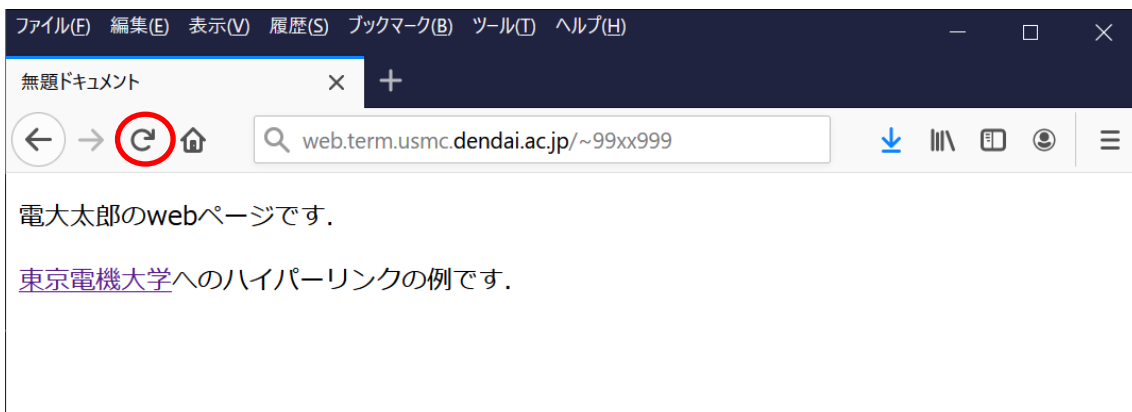 ファイル(F) 編集(E) 表示(V) 履歴(S) ブックマーク(B) ツール(T) ヘルプ(H)
無題ドキュメント
web.term.usmc.dendai.ac.jp/~99xx999
電大太郎のwebページです．
東京電機大学へのハイパーリンクの例です．